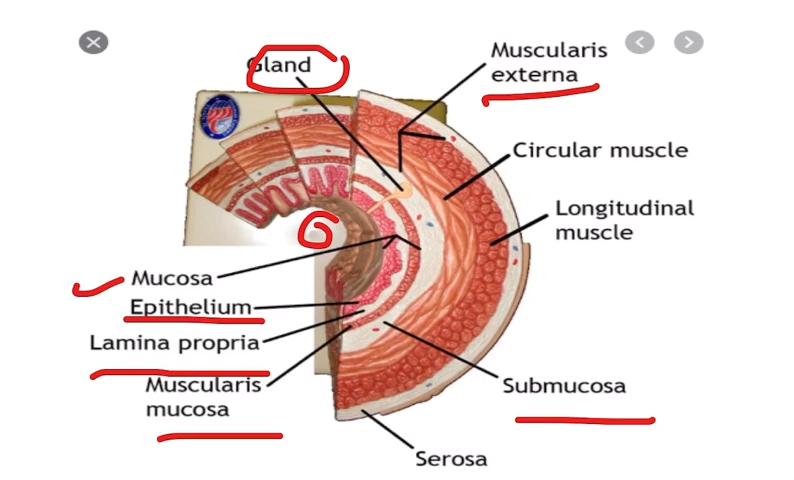 Gland
Muscularis
externa
Circular muscle
Longitudinal
muscle
Mucosa
Epithelium
Lamina propria
Muscularis
mucosa
Submucosa
Serosa